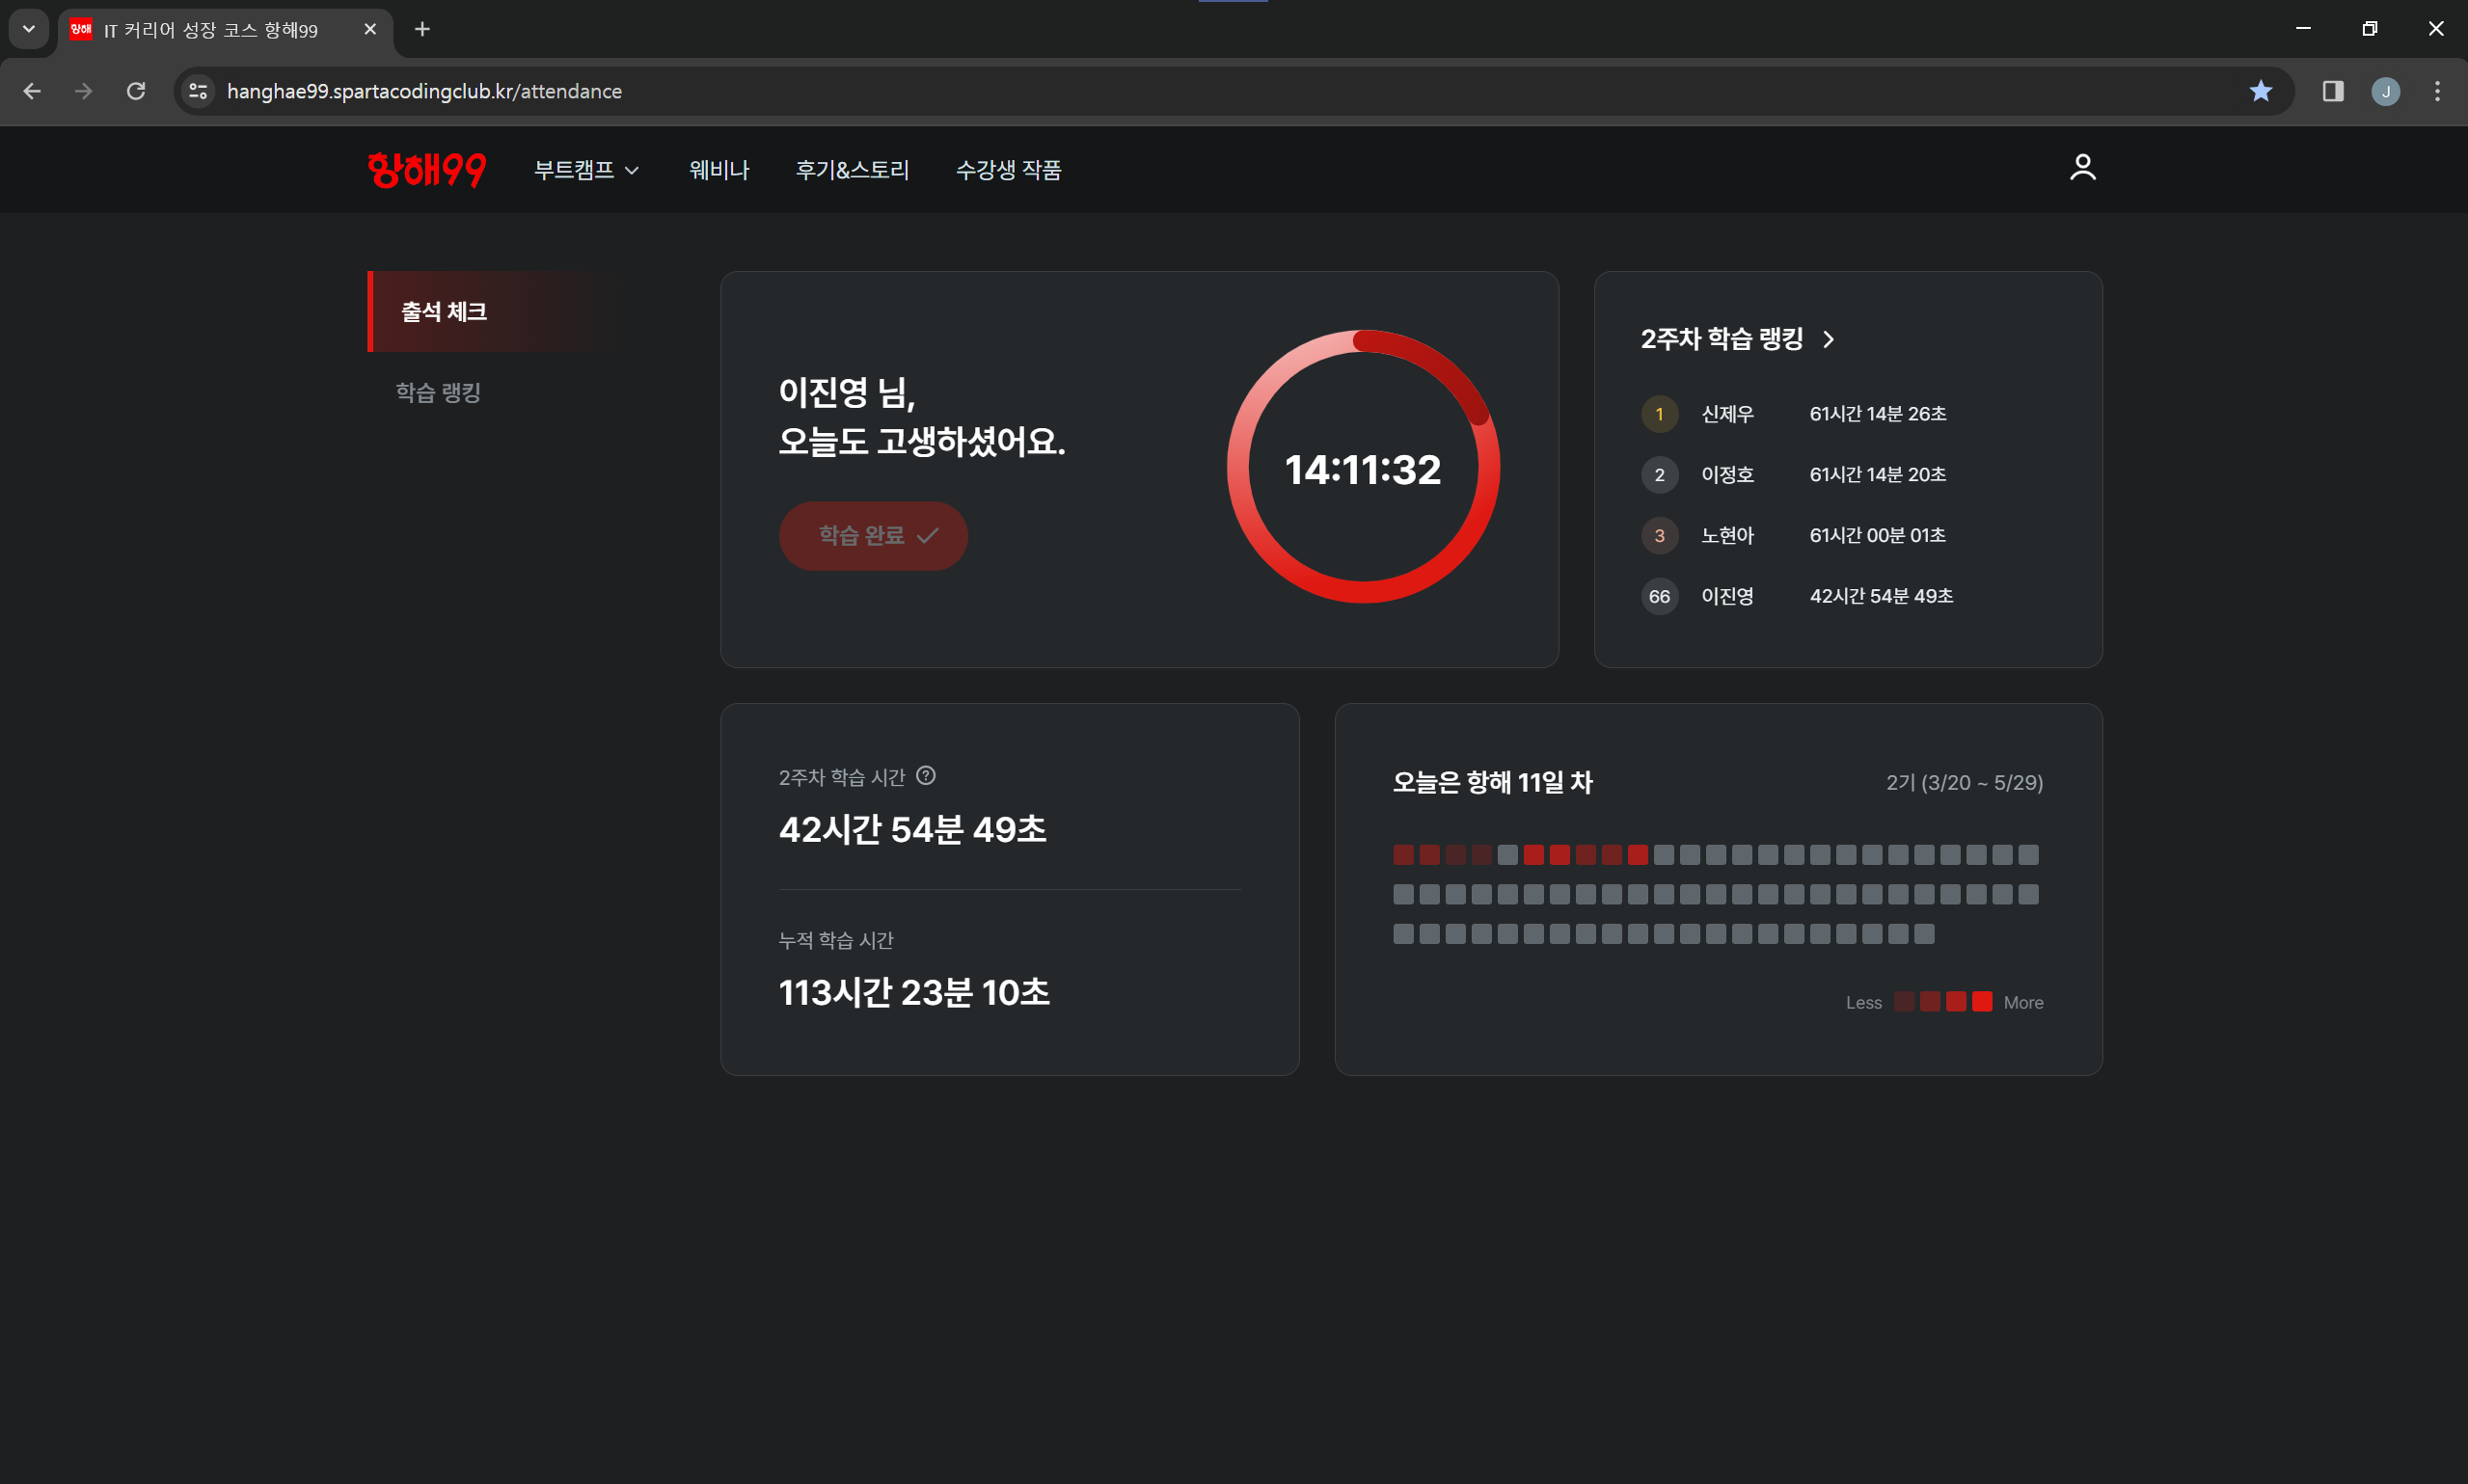 항해 IT 커리어 성장 코스 항해99
hanghae99.spartacodingclub.kr/attendance
J
항해99
부트캠프
웨비나
후기&스토리
수강생 작품
출석 체크
학습 랭킹
이진영 님,
오늘도 고생하셨어요.
학습 완료
14:11:32
2주차 학습 랭킹
1 신제우 61시간 14분 26초
2 이정호 61시간 14분 20초
3 노현아 61시간 00분 01초
66 이진영 42시간 54분 49초
2주차 학습 시간 ?
42시간 54분 49초
누적 학습 시간
113시간 23분 10초
오늘은 항해 11일 차
2기 (3/20 ~ 5/29)
Less More